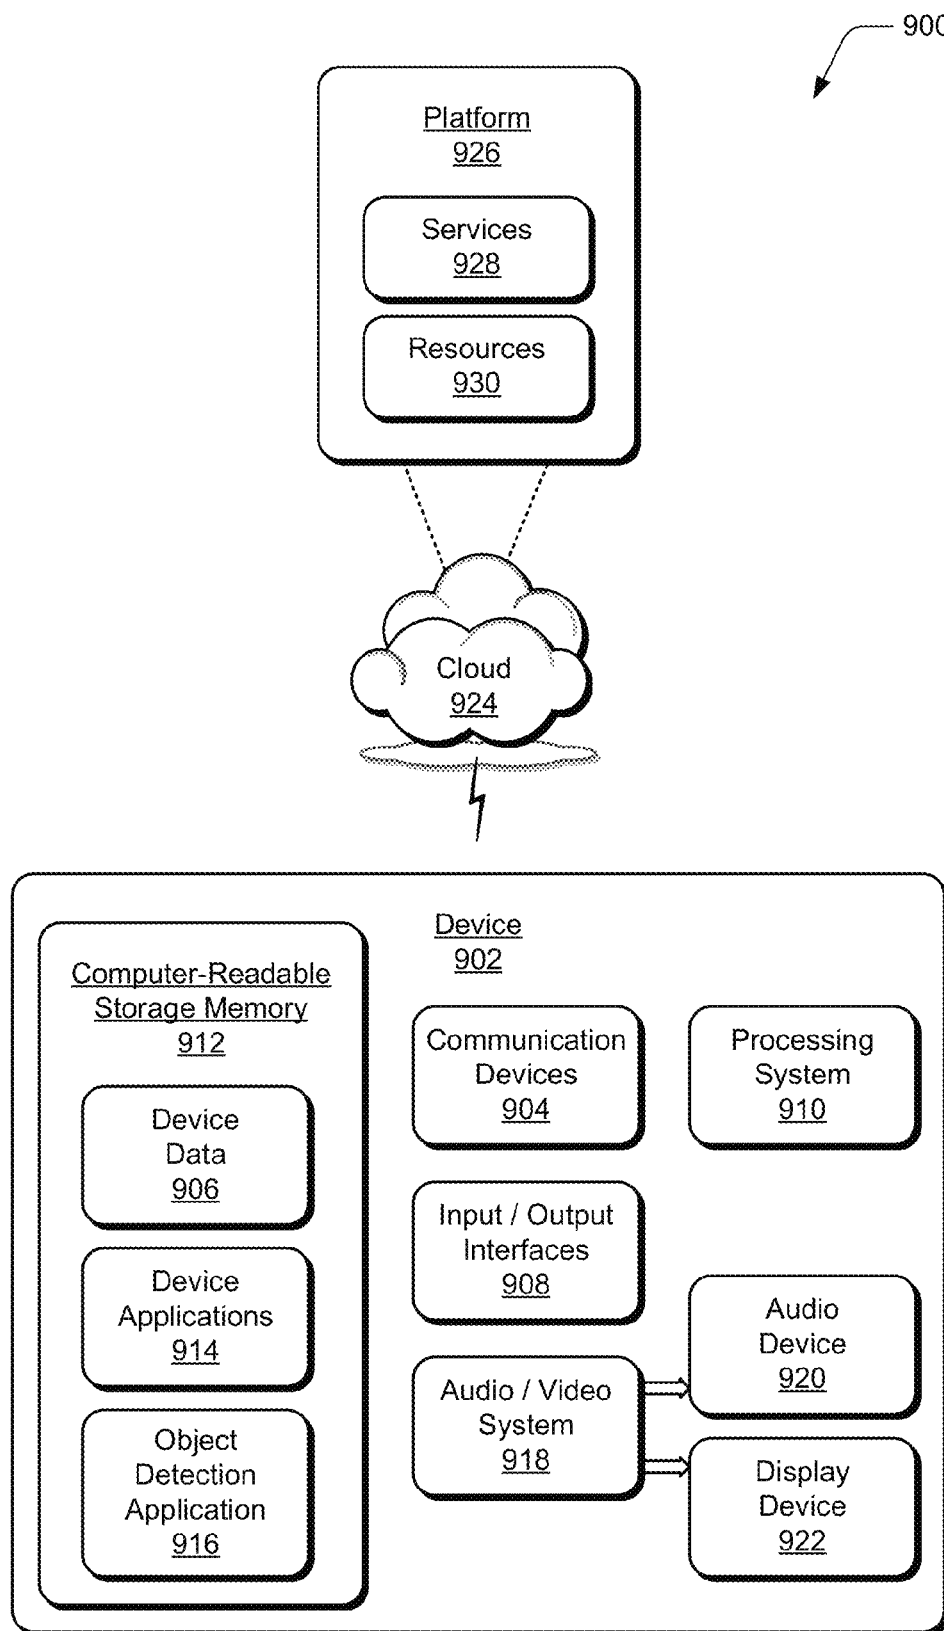 900
Platform
926
Services
928
Resources
930
Cloud
924
Device
902
Computer-Readable
Storage Memory
912
Device
Data
906
Device
Applications
914
Object
Detection
Application
916
Communication
Devices
904
Processing
System
910
Input / Output
Interfaces
908
Audio / Video
System
918
Audio
Device
920
Display
Device
922